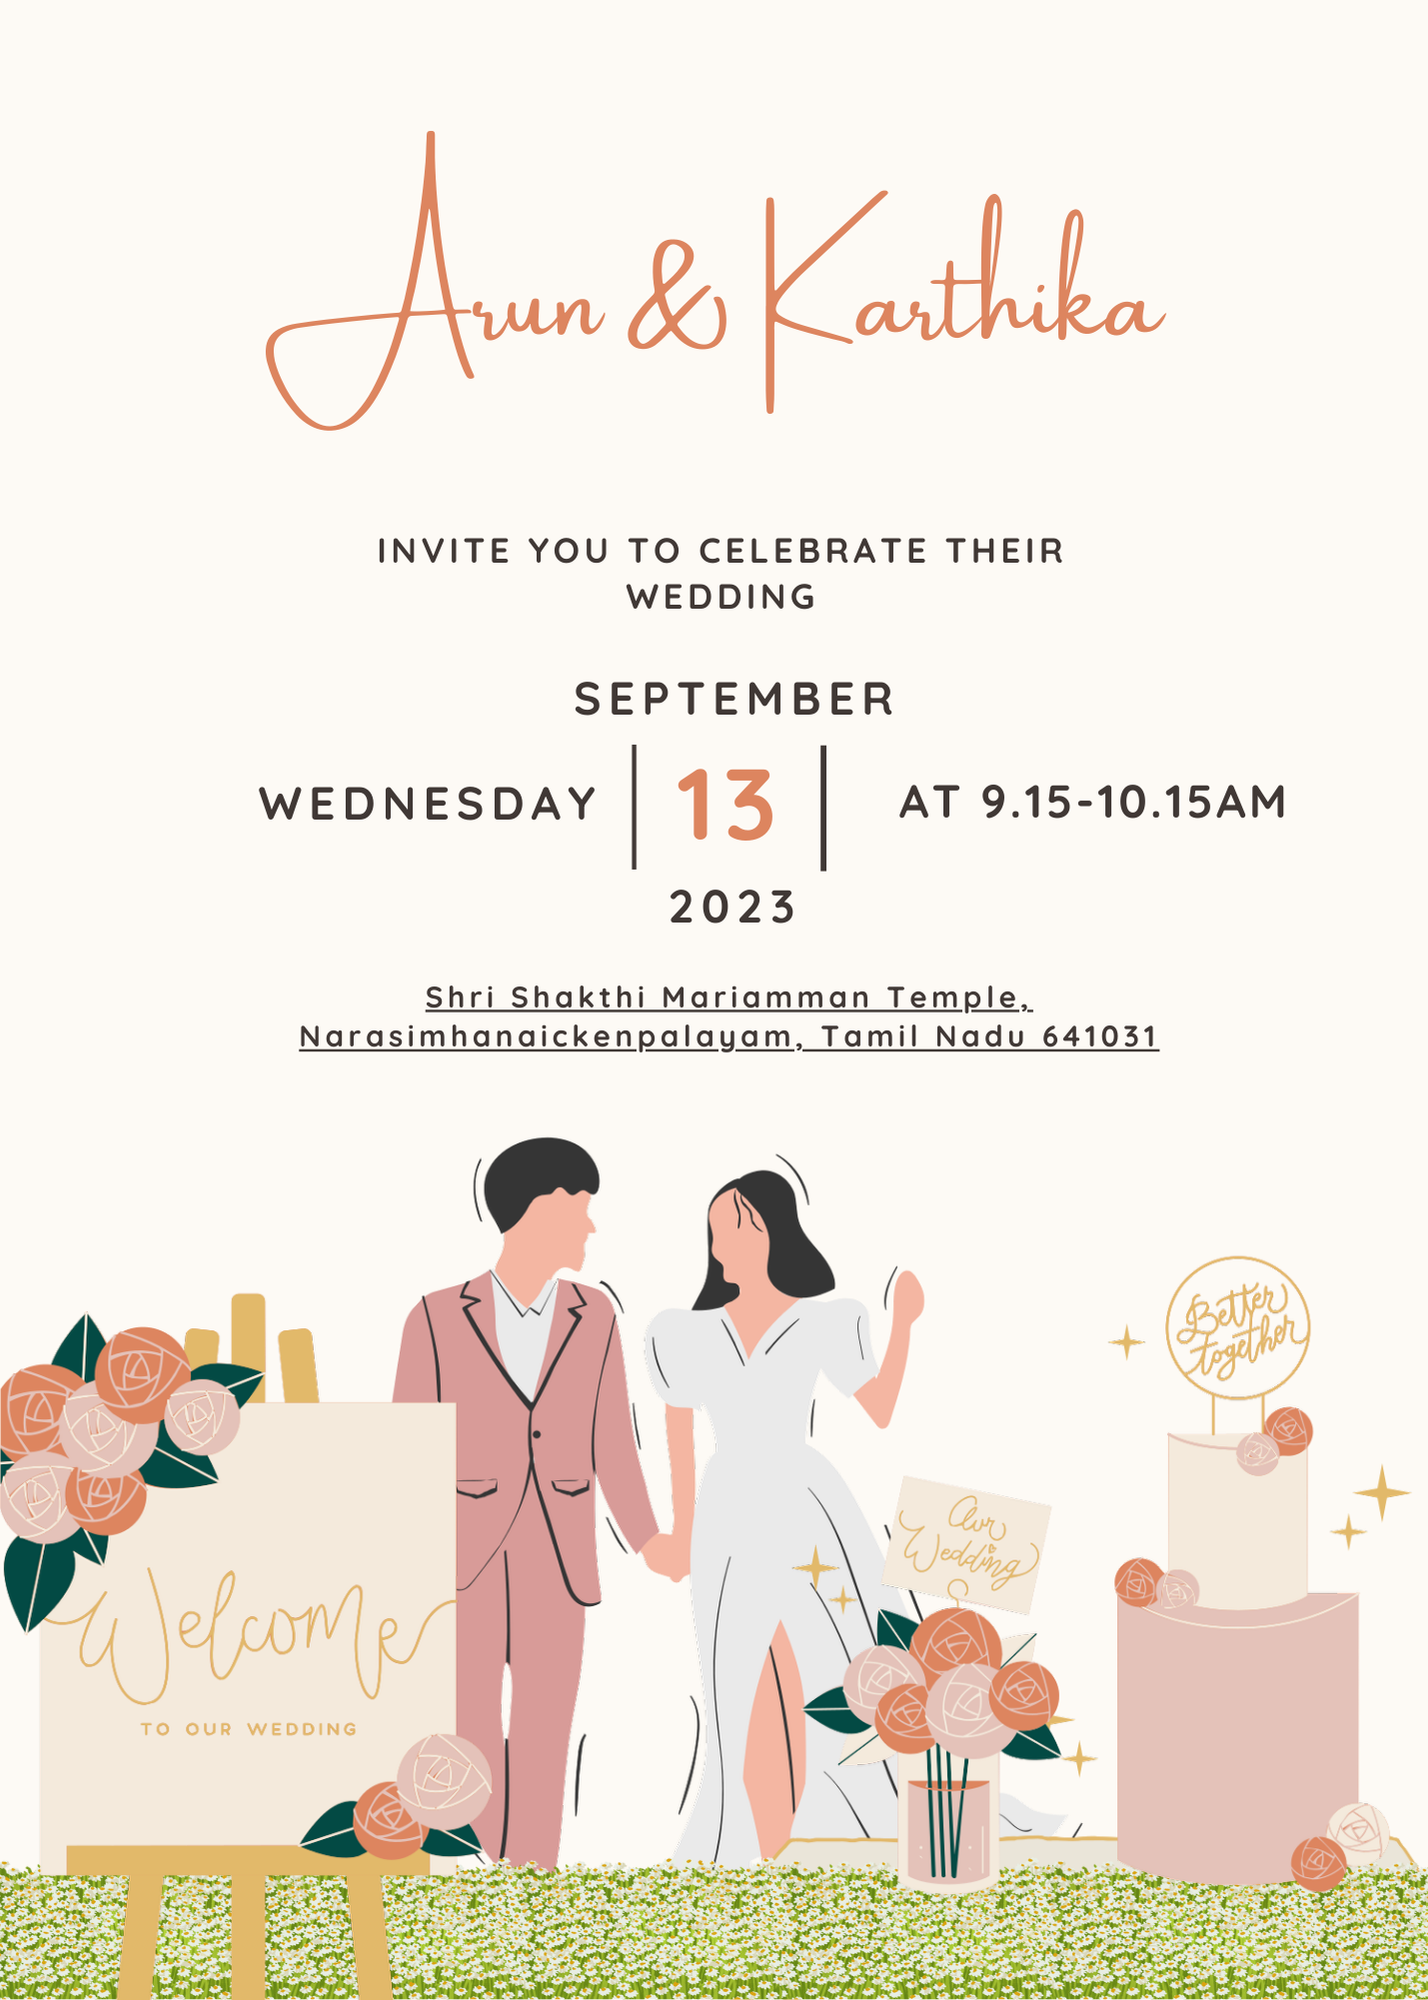 Arun & Karthika
INVITE YOU TO CELEBRATE THEIR
WEDDING
SEPTEMBER
WEDNESDAY
13
AT 9.15-10.15AM
2023
Shri Shakthi Mariamman Temple,
Narasimhanaickenpalayam, Tamil Nadu 641031
Better
together
Our
Wedding
Welcome
TO OUR WEDDING